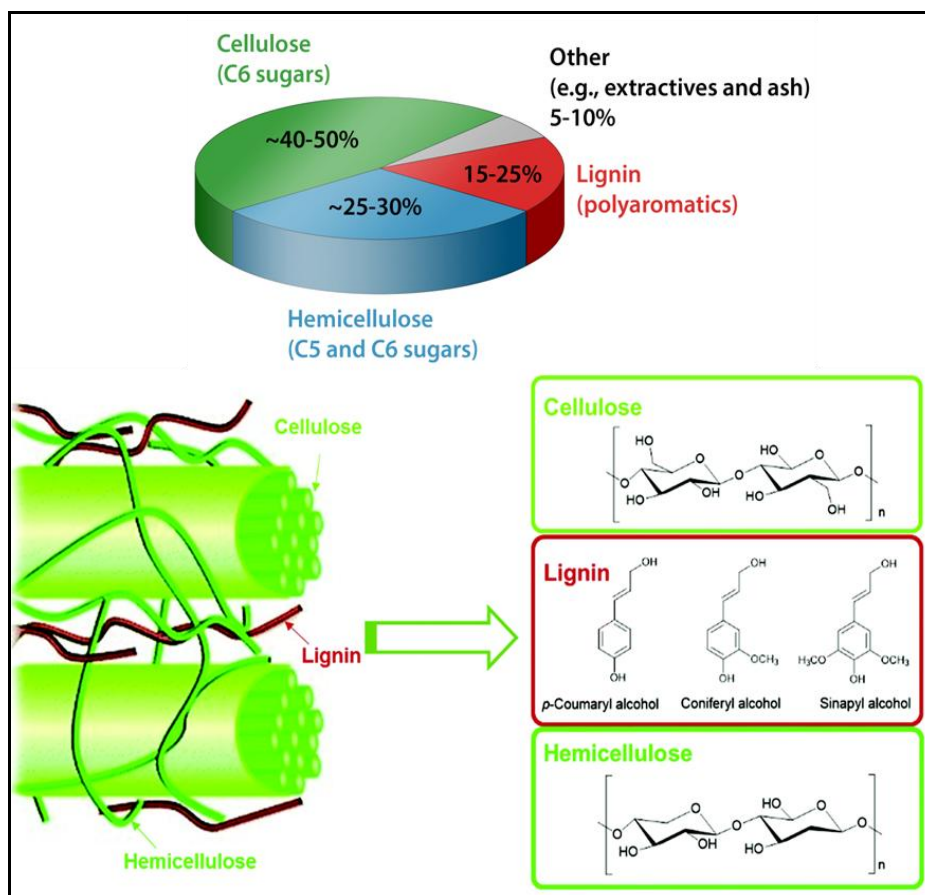 Cellulose
(C6 sugars)
Other
(e.g., extractives and ash)
5-10%
~40-50%
15-25%
Lignin
(polyaromatics)
~25-30%
Hemicellulose
(C5 and C6 sugars)
Cellulose
Lignin
Hemicellulose
Cellulose
HO
O
HO
O
O
HO
OH
O
HO
O
OH
n
Lignin
OH
OH
p-Coumaryl alcohol
OH
OCH₃
OH
Coniferyl alcohol
OH
H₃CO
OCH₃
OH
Sinapyl alcohol
Hemicellulose
O
HO
O
O
HO
OH
O
HO
O
n